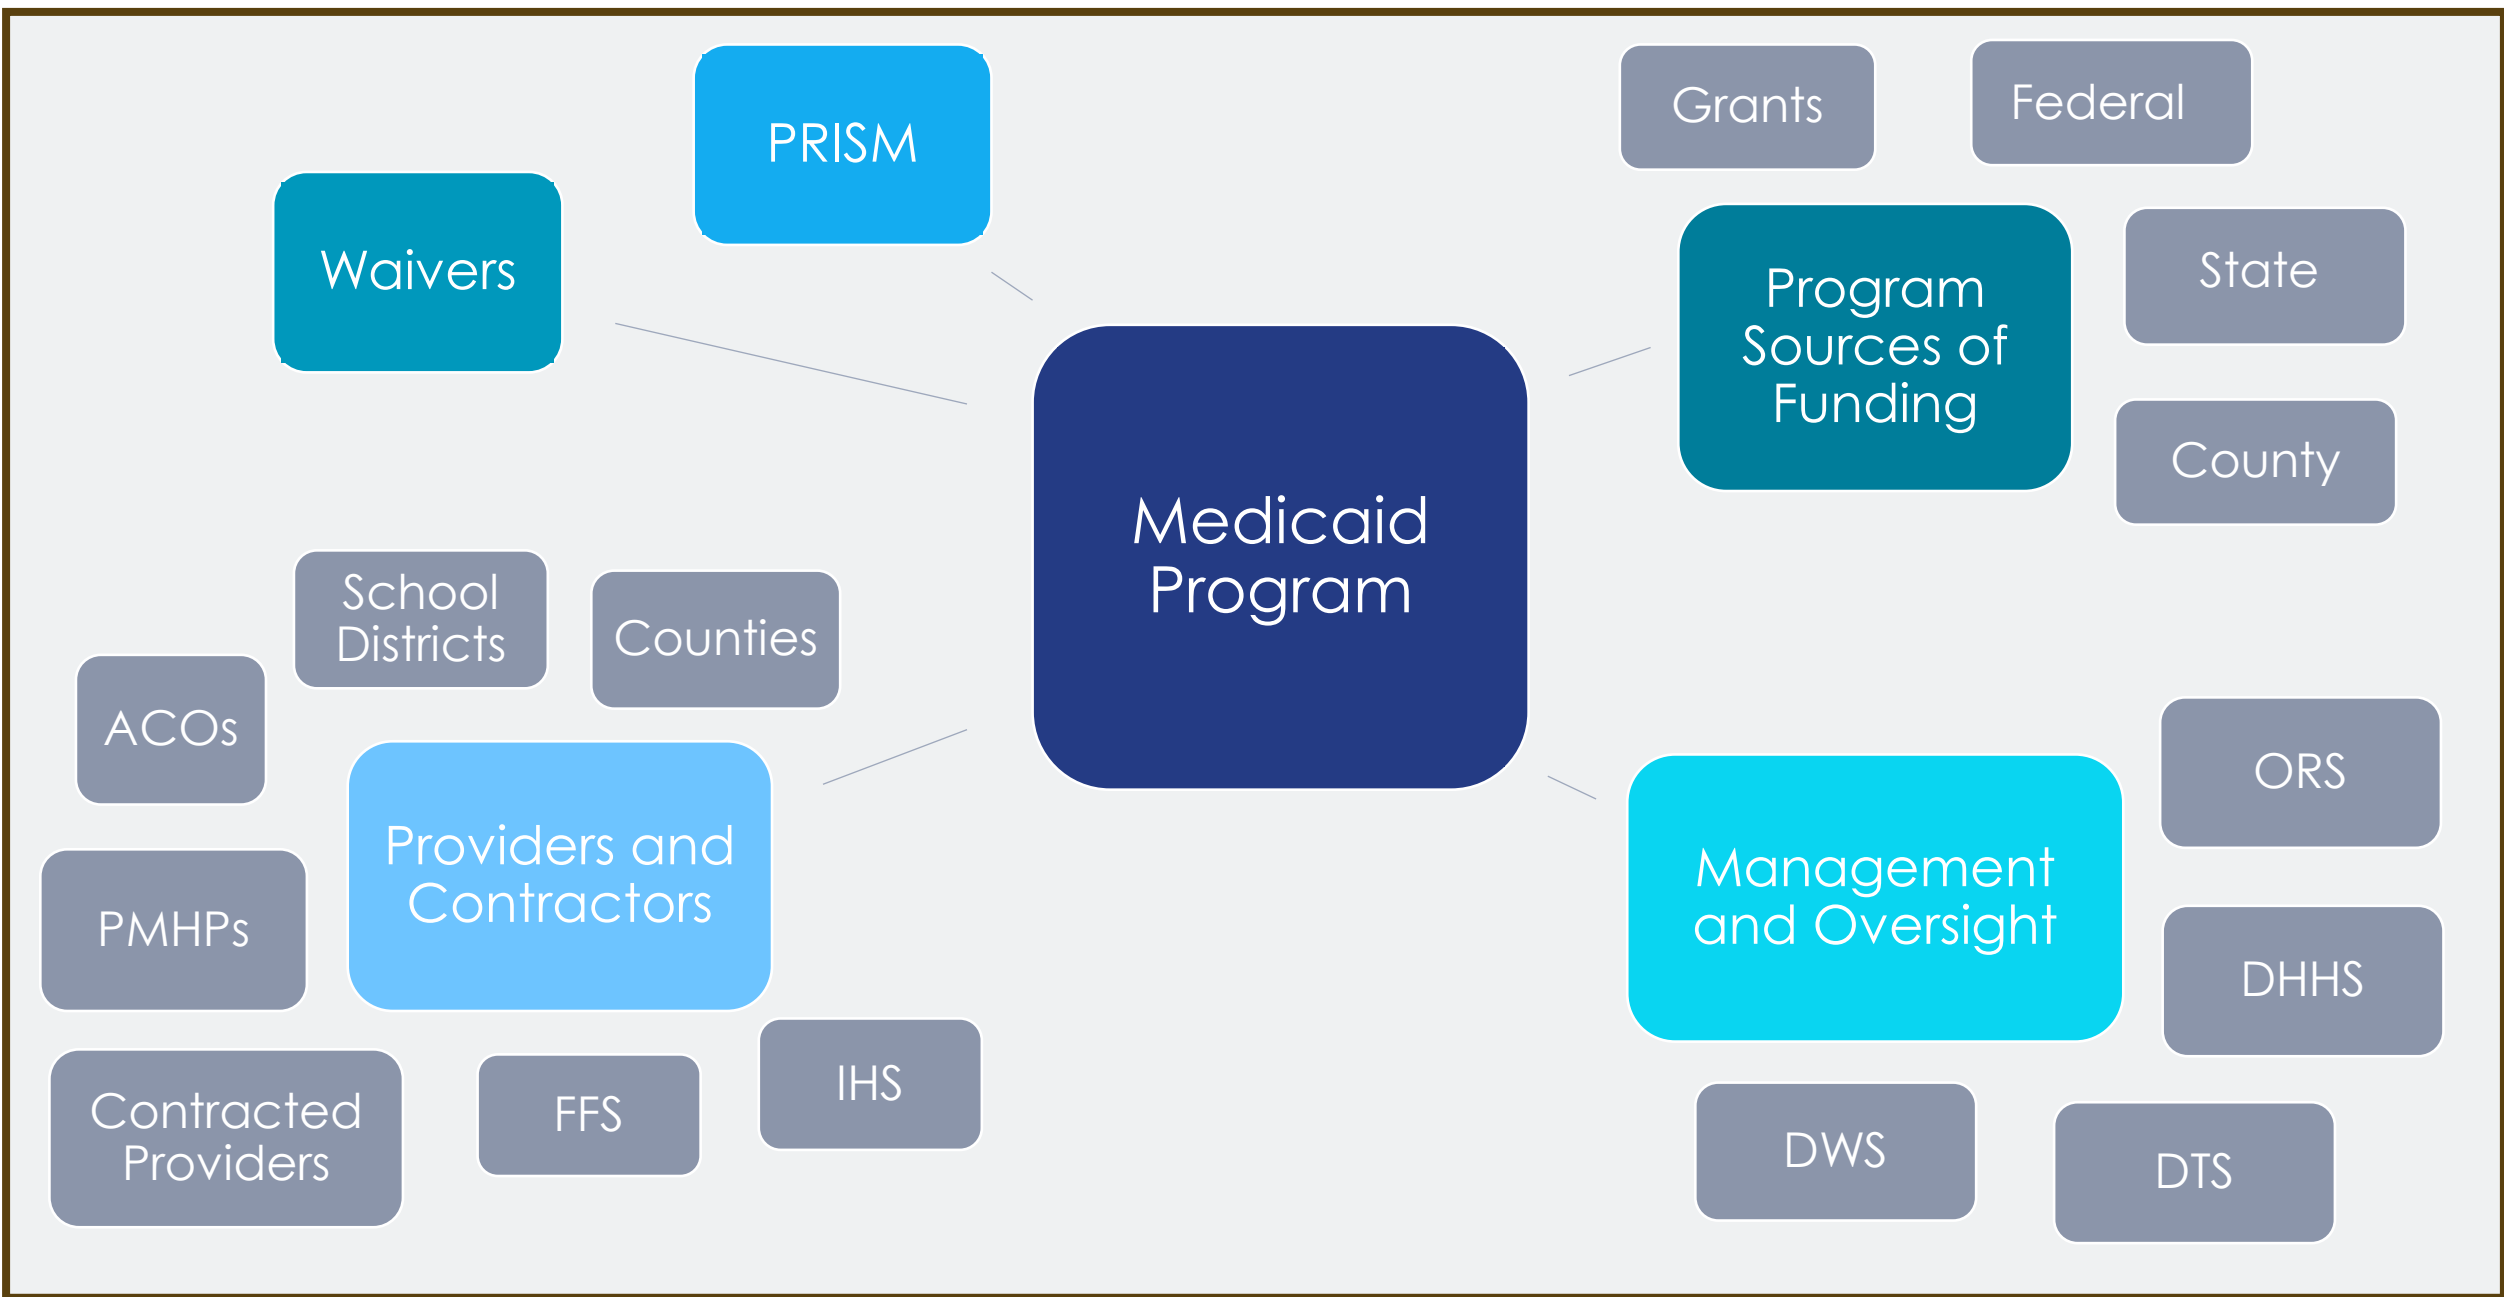 PRISM
Grants
Federal
Waivers
State
Program
Sources of
Funding
County
Medicaid
Program
School
Districts
Counties
ACOs
ORS
Providers and
Contractors
Management
and Oversight
PMHPs
DHHS
IHS
Contracted
Providers
FFS
DWS
DTS